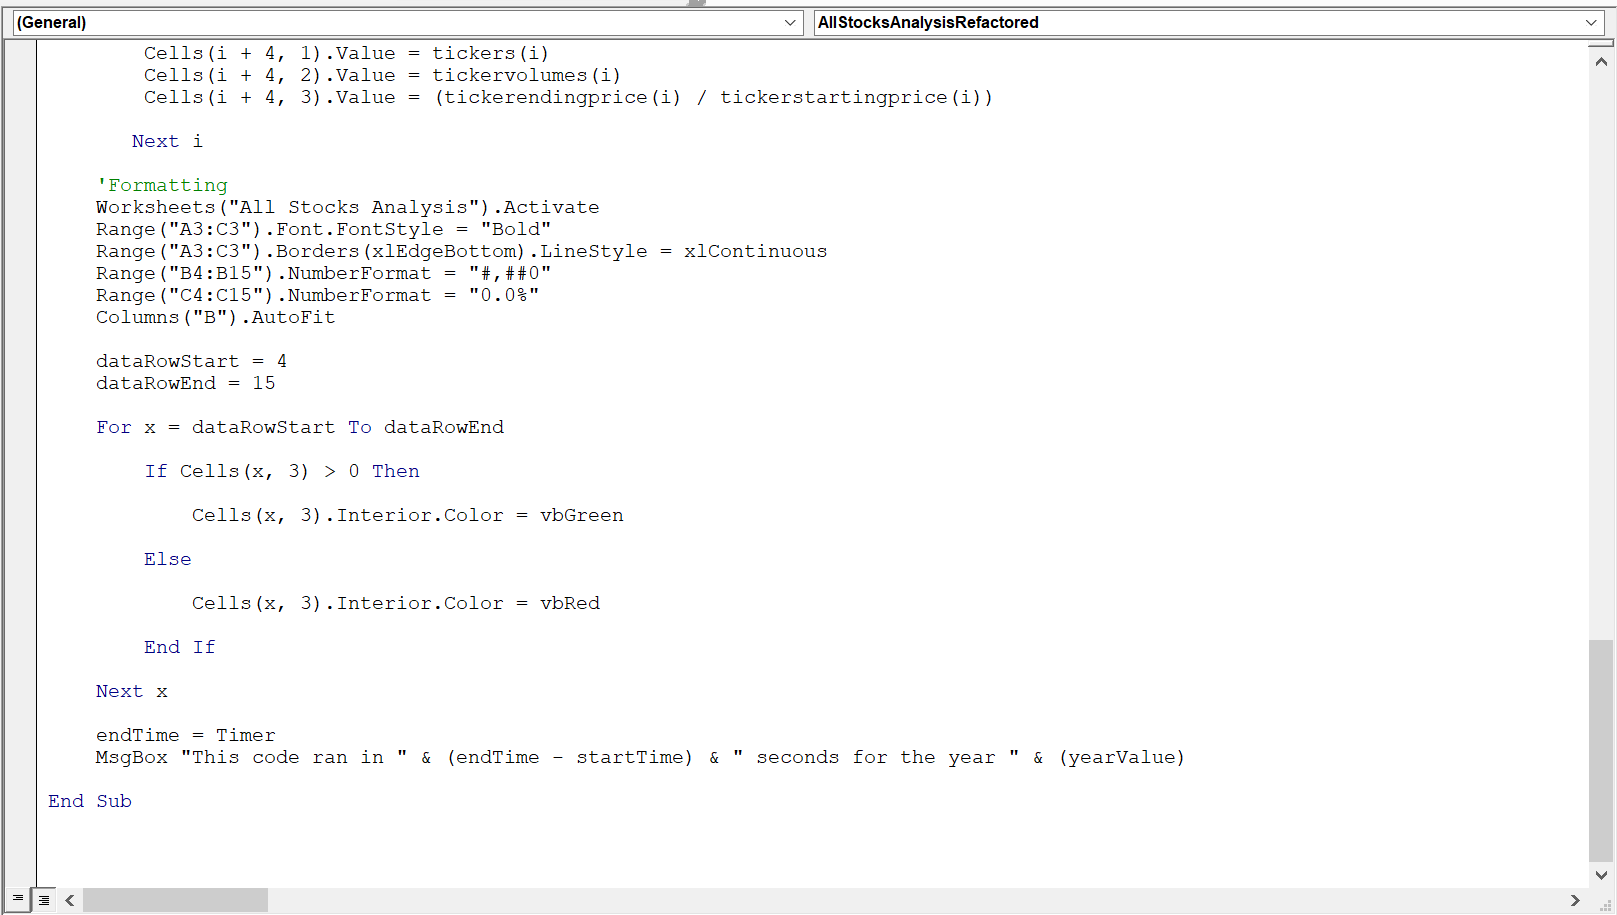 (General)
AllStocksAnalysisRefactored
Cells(i + 4, 1).Value = tickers(i)
Cells(i + 4, 2).Value = tickervolumes(i)
Cells(i + 4, 3).Value = (tickerendingprice(i) / tickerstartingprice(i))
Next i
'Formatting
Worksheets("All Stocks Analysis").Activate
Range("A3:C3").Font.FontStyle = "Bold"
Range("A3:C3").Borders(xlEdgeBottom).LineStyle = xlContinuous
Range("B4:B15").NumberFormat = "#,##0"
Range("C4:C15").NumberFormat = "0.0%"
Columns("B").AutoFit
dataRowStart = 4
dataRowEnd = 15
For x = dataRowStart To dataRowEnd
If Cells(x, 3) > 0 Then
Cells(x, 3).Interior.Color = vbGreen
Else
Cells(x, 3).Interior.Color = vbRed
End If
Next x
endTime = Timer
MsgBox "This code ran in " & (endTime - startTime) & " seconds for the year " & (yearValue)
End Sub